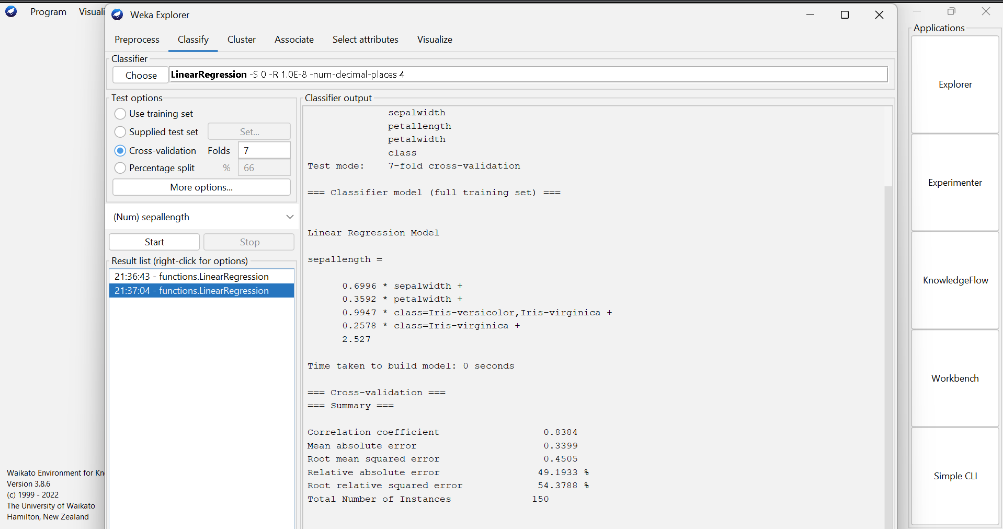 Program Visuali
Weka Explorer
Preprocess Classify Cluster Associate Select attributes Visualize
Classifier
Choose LinearRegression -S 0 -R 1.0E-8 -num-decimal-places 4
Test options
Use training set
Supplied test set Set...
Cross-validation Folds 7
Percentage split % 66
More options...
(Num) sepallength
Start Stop
Result list (right-click for options)
21:36:43 - functions.LinearRegression
21:37:04 - functions.LinearRegression
Classifier output
sepalwidth
petallength
petalwidth
class
Test mode: 7-fold cross-validation
=== Classifier model (full training set) ===
Linear Regression Model
sepallength =
0.6996 * sepalwidth +
0.3592 * petalwidth +
0.9947 * class=Iris-versicolor,Iris-virginica +
0.2578 * class=Iris-virginica +
2.527
Time taken to build model: 0 seconds
=== Cross-validation ===
=== Summary ===
Correlation coefficient 0.8384
Mean absolute error 0.3399
Root mean squared error 0.4505
Relative absolute error 49.1933 %
Root relative squared error 54.3788 %
Total Number of Instances 150
Applications
Explorer
Experimenter
KnowledgeFlow
Workbench
Simple CLI
Waikato Environment for Kn
Version 3.8.6
(c) 1999 - 2022
The University of Waikato
Hamilton, New Zealand